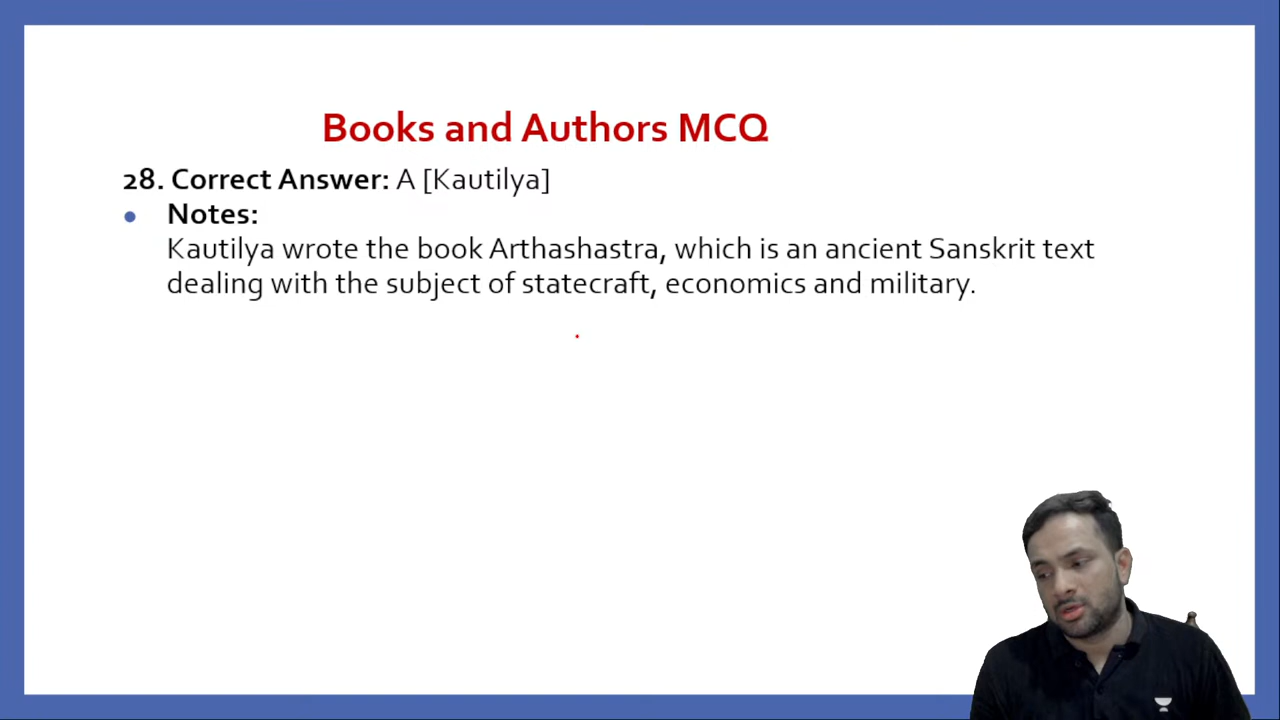 Books and Authors MCQ
28. Correct Answer: A [Kautilya]
• Notes:
Kautilya wrote the book Arthashastra, which is an ancient Sanskrit text
dealing with the subject of statecraft, economics and military.